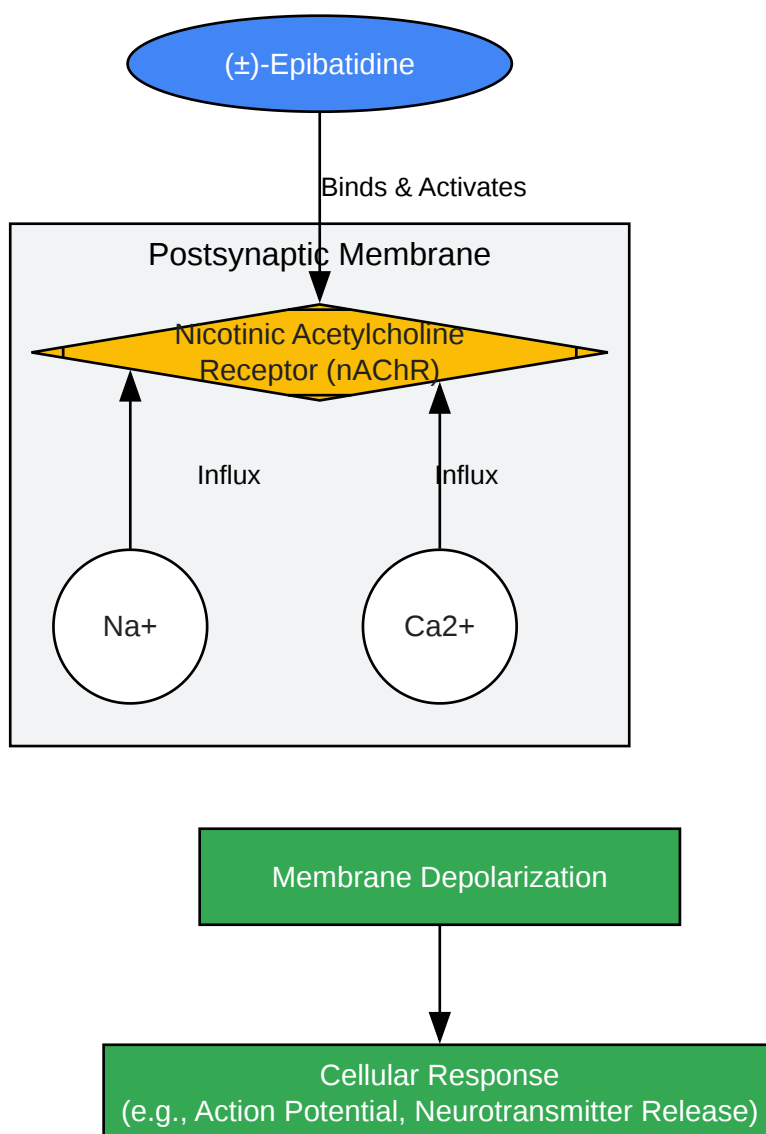 (±)-Epibatidine
Binds & Activates
Postsynaptic Membrane
Nicotinic Acetylcholine
Receptor (nAChR)
Influx
Influx
Na+
Ca2+
Membrane Depolarization
Cellular Response
(e.g., Action Potential, Neurotransmitter Release)